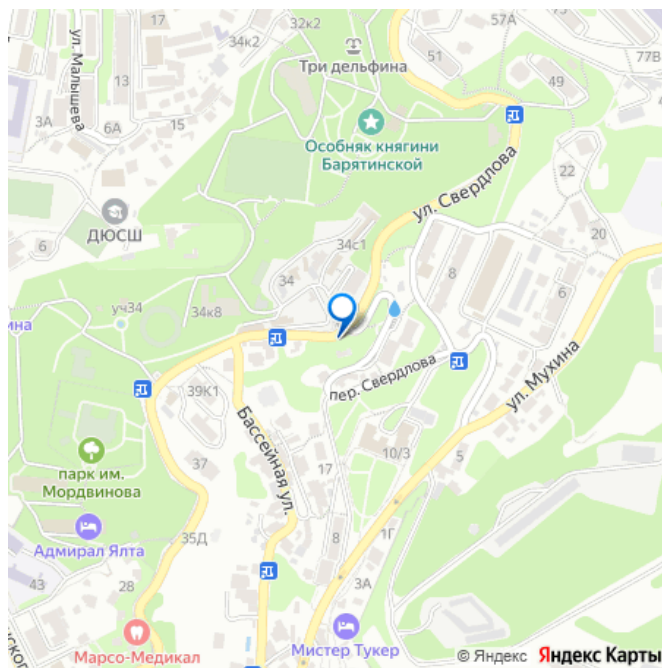 32к2
57А
34к2
51
Три дельфина
77В
ул. Малышева
13
49
3А
6А
15
Особняк княгини
Барятинской
ул. Свердлова
22
ДЮСШ
6
34с1
20
34
8
6
уч34
34к8
ина
пер. Свердлова
ул. Мухина
39К1
Бассейная ул.
парк им.
Мордвинова
37
17
10/3
5
Адмирал Ялта
35Д
8
1Г
43
28
3А
Марсо-Медикал
Мистер Тукер
© Яндекс Яндекс Карты